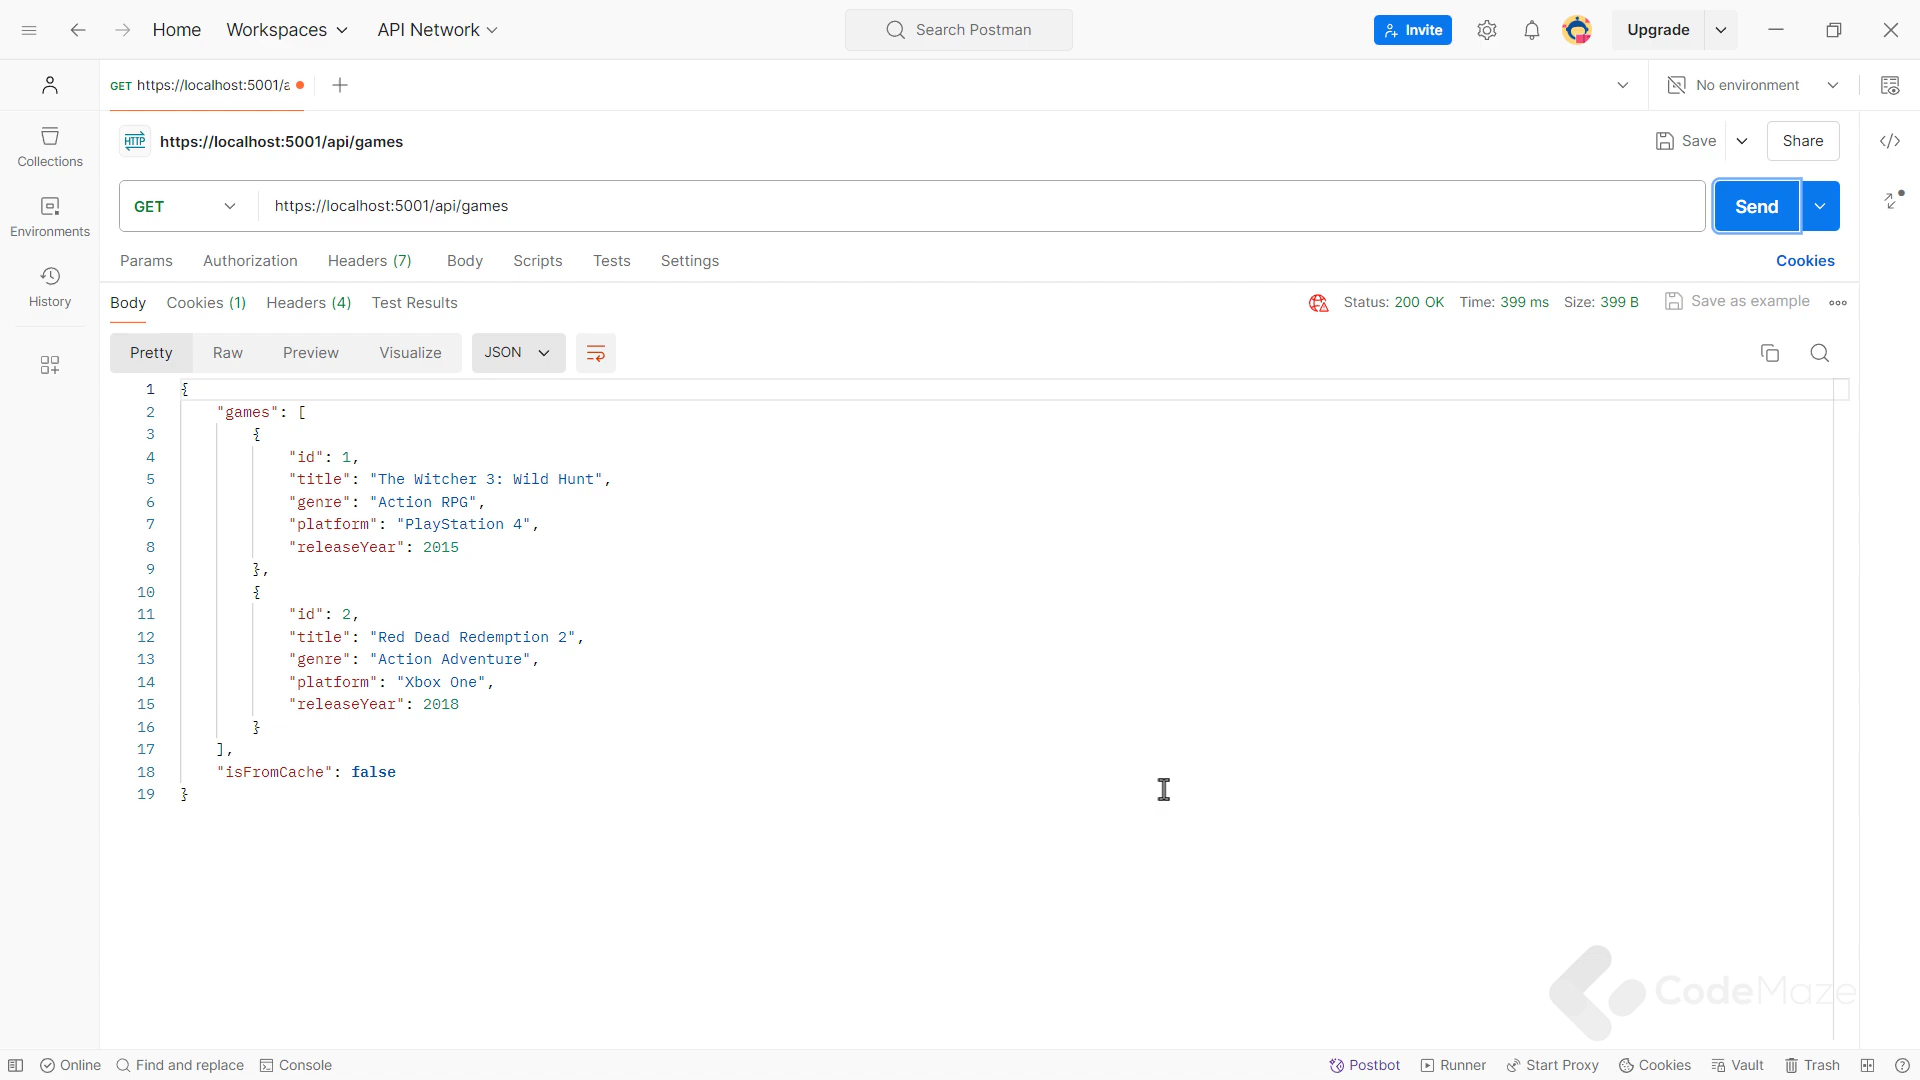 Home Workspaces API Network Search Postman Invite Upgrade
GET https://localhost:5001/a No environment
HTTP https://localhost:5001/api/games Save Share
Collections
GET https://localhost:5001/api/games Send
Environments
Params Authorization Headers (7) Body Scripts Tests Settings Cookies
History
Body Cookies (1) Headers (4) Test Results Status: 200 OK Time: 399 ms Size: 399 B Save as example
Pretty Raw Preview Visualize JSON
1 {
2 "games": [
3 {
4 "id": 1,
5 "title": "The Witcher 3: Wild Hunt",
6 "genre": "Action RPG",
7 "platform": "PlayStation 4",
8 "releaseYear": 2015
9 },
10 {
11 "id": 2,
12 "title": "Red Dead Redemption 2",
13 "genre": "Action Adventure",
14 "platform": "Xbox One",
15 "releaseYear": 2018
16 }
17 ],
18 "isFromCache": false
19 }
CodeMaze
Online Find and replace Console Postbot Runner Start Proxy Cookies Vault Trash